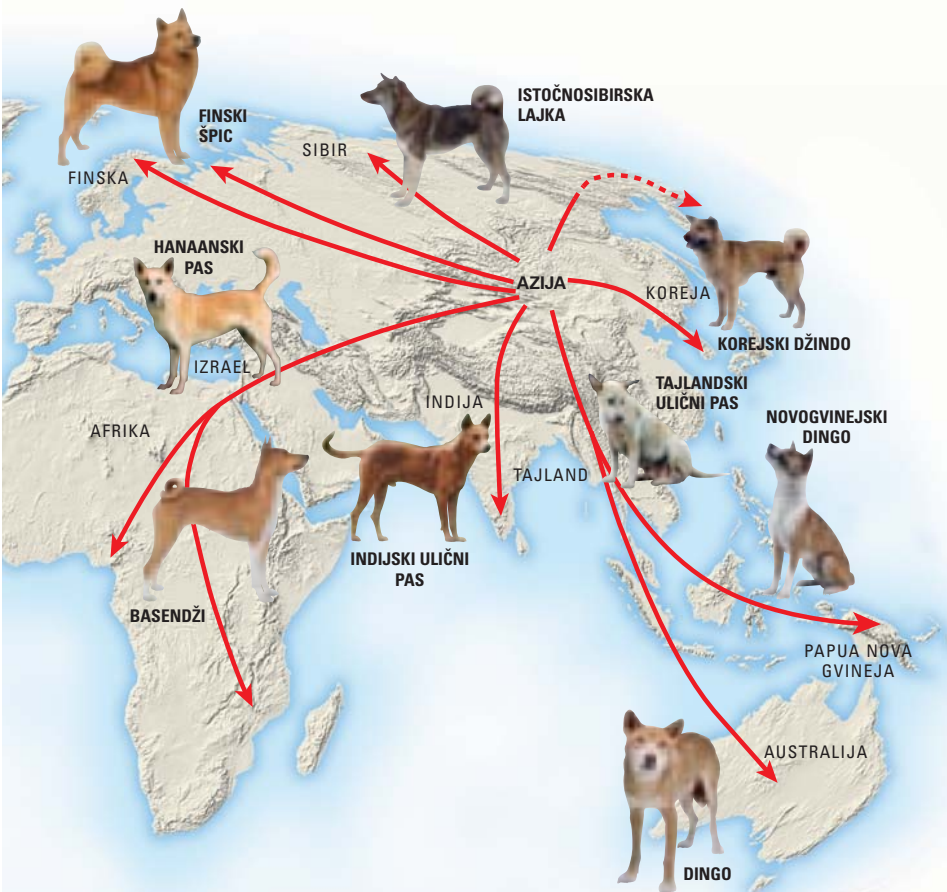 FINSKI
ŠPIC
FINSKA
SIBIR
ISTOČNOSIBIRSKA
LAJKA
HANAANSKI
PAS
IZRAEL
AZIJA
KOREJA
KOREJSKI DŽINDO
AFRIKA
INDIJA
TAJLANDSKI
ULIČNI PAS
TAJLAND
NOVOGVINEJSKI
DINGO
INDIJSKI ULIČNI
PAS
BASENDŽI
PAPUA NOVA
GVINEJA
AUSTRALIJA
DINGO